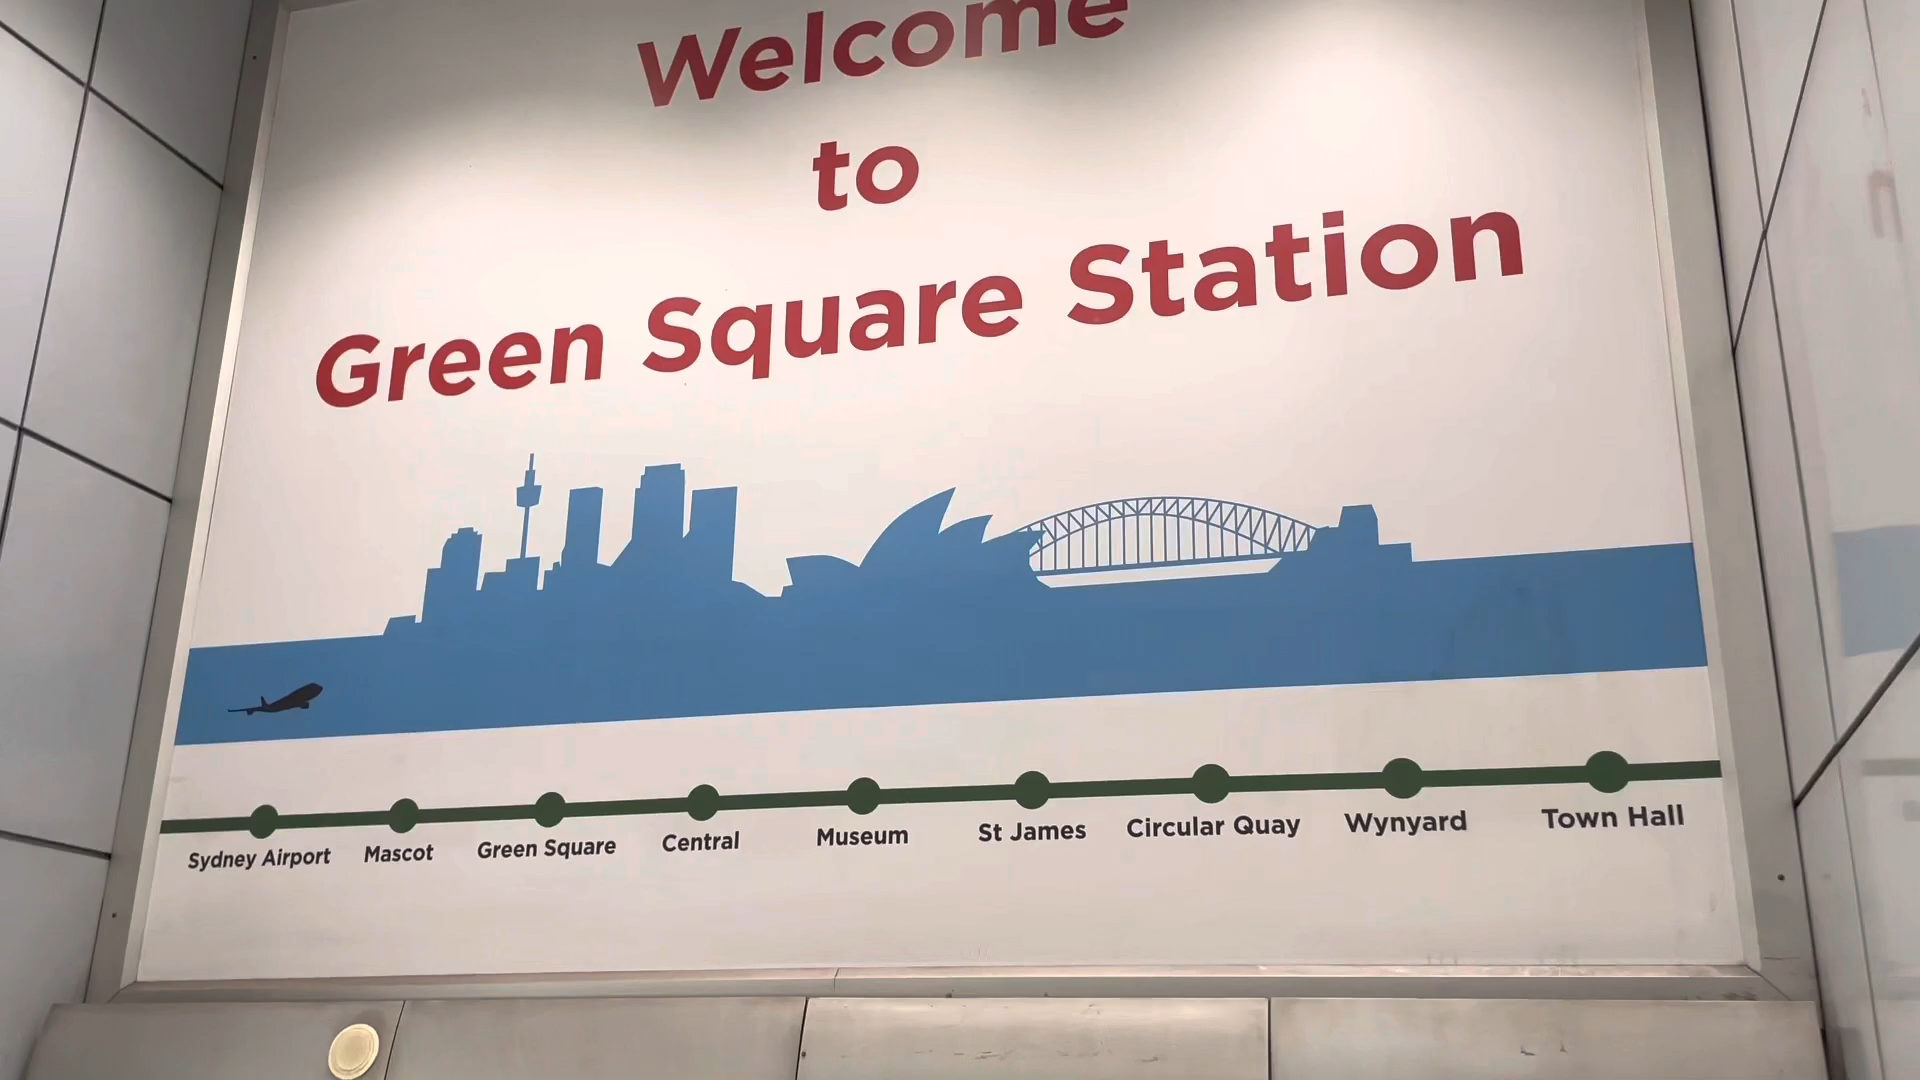 Welcome
to
Green Square Station
Sydney Airport
Mascot
Green Square
Central
Museum
St James
Circular Quay
Wynyard
Town Hall